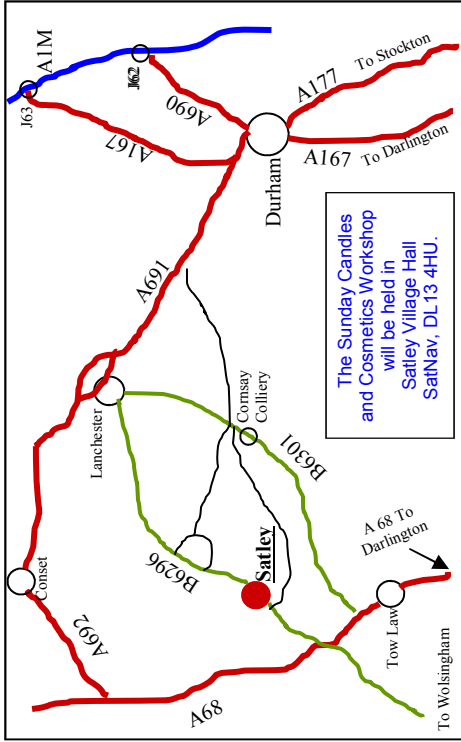 A1M
J63
J62
A690
A167
A177
To Stockton
A167
To Darlington
Durham
A691
Lanchester
Conset
A692
Cornsay
Colliery
B6301
B6296
Satley
A68
Tow Law
A 68 To
Darlington
To Wolsingham
The Sunday Candles
and Cosmetics Workshop
will be held in
Satley Village Hall
SatNav, DL13 4HU.